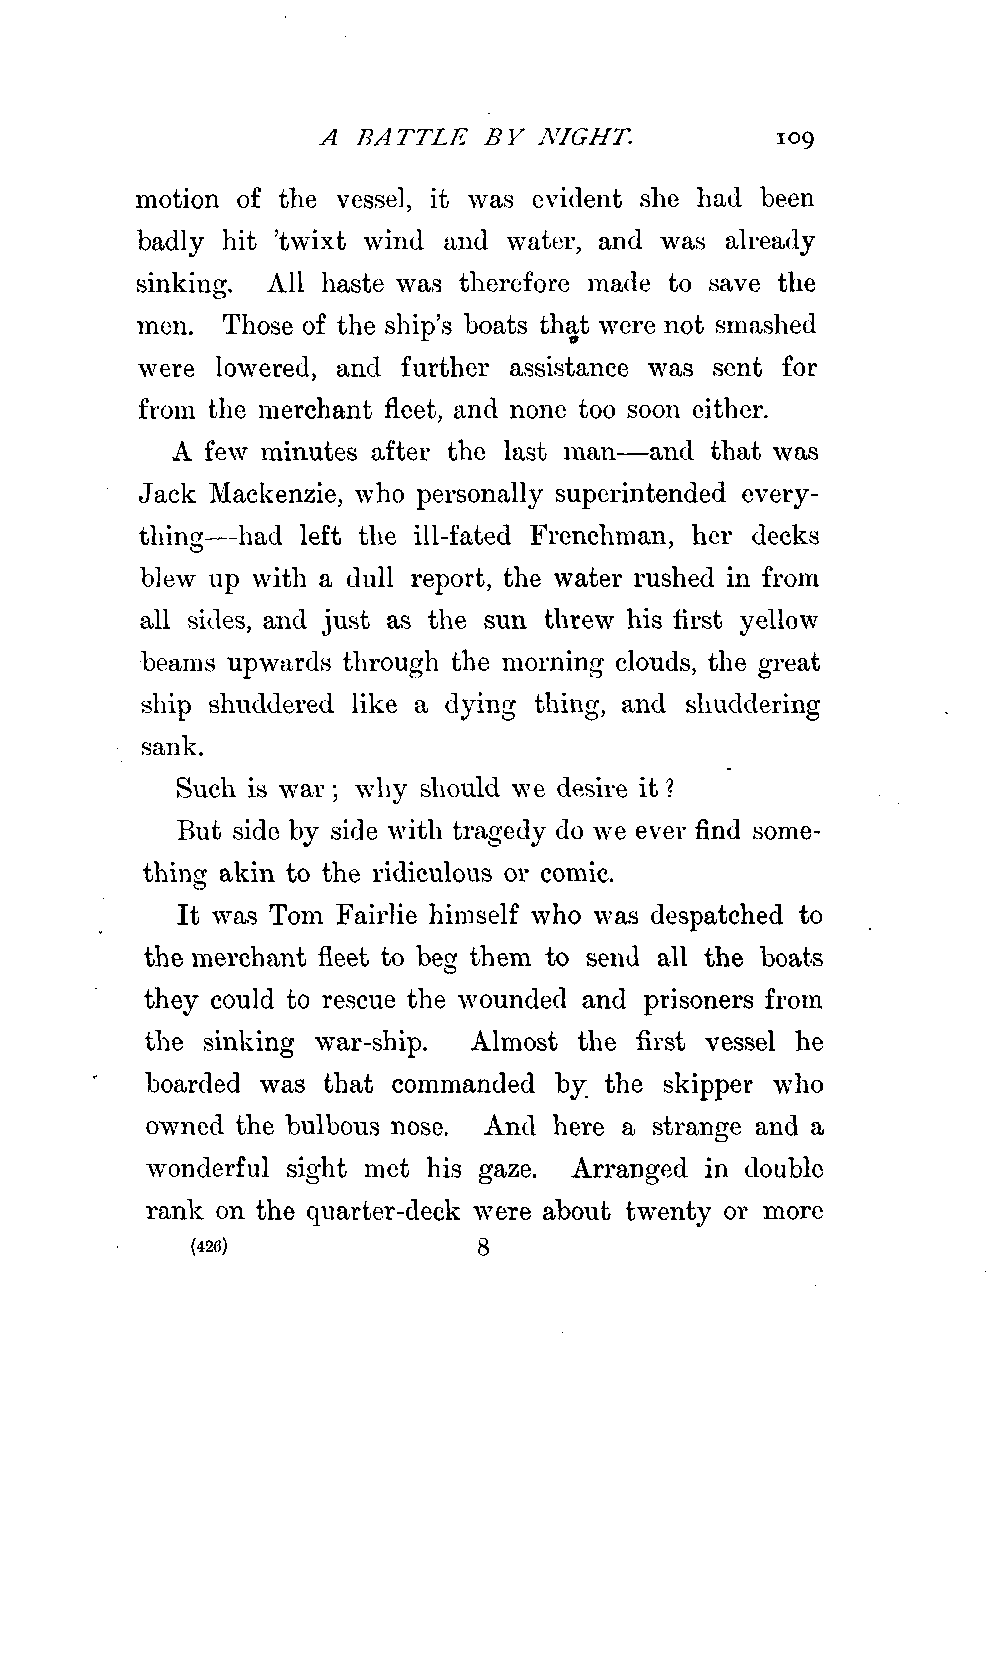 A BATTLE BY NIGHT. 109
motion of the vessel, it was evident she had been
badly hit 'twixt wind and water, and was already
sinking. All haste was therefore made to save the
men. Those of the ship's boats that were not smashed
were lowered, and further assistance was sent for
from the merchant fleet, and none too soon either.
A few minutes after the last man—and that was
Jack Mackenzie, who personally superintended every-
thing—had left the ill-fated Frenchman, her decks
blew up with a dull report, the water rushed in from
all sides, and just as the sun threw his first yellow
beams upwards through the morning clouds, the great
ship shuddered like a dying thing, and shuddering
sank.
Such is war; why should we desire it?
But side by side with tragedy do we ever find some-
thing akin to the ridiculous or comic.
It was Tom Fairlie himself who was despatched to
the merchant fleet to beg them to send all the boats
they could to rescue the wounded and prisoners from
the sinking war-ship. Almost the first vessel he
boarded was that commanded by the skipper who
owned the bulbous nose. And here a strange and a
wonderful sight met his gaze. Arranged in double
rank on the quarter-deck were about twenty or more
(426) 8